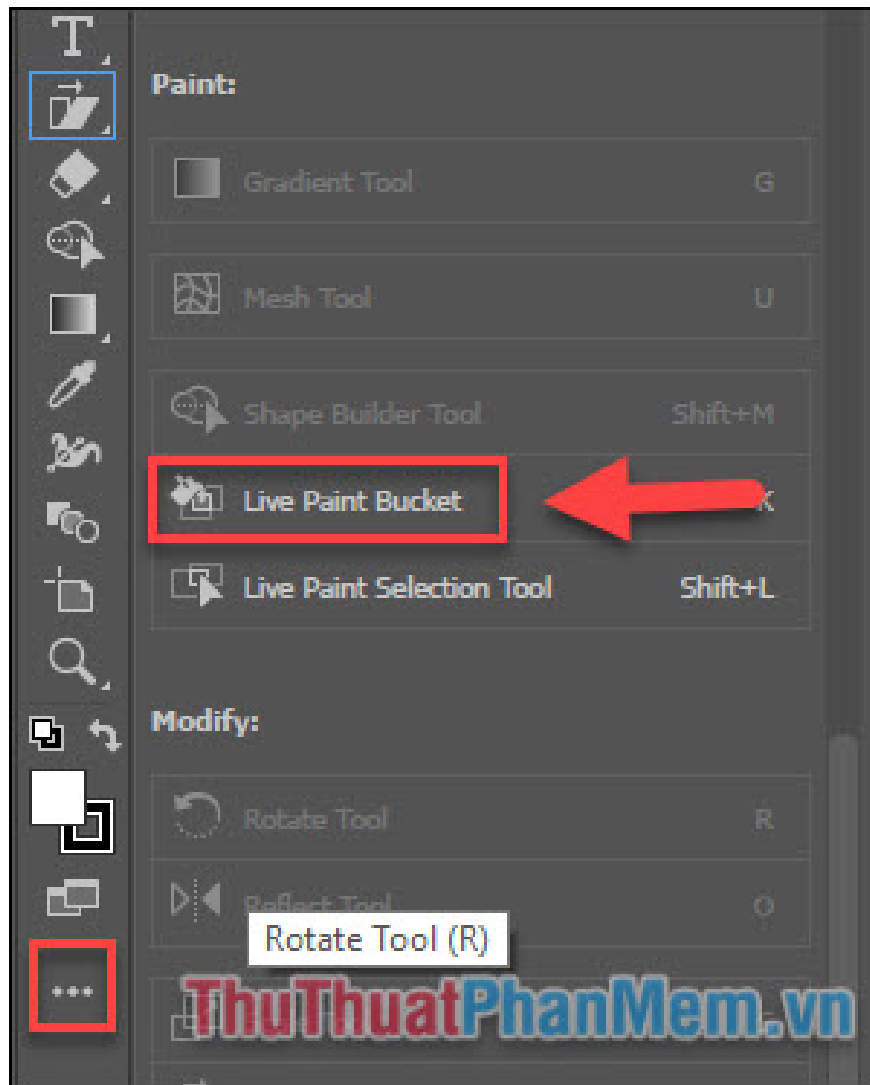 T
Paint:
Gradient Tool G
Mesh Tool U
Shape Builder Tool Shift+M
Live Paint Bucket K
Live Paint Selection Tool Shift+L
Modify:
Rotate Tool R
Reflect Tool O
Rotate Tool (R)
ThuThuatPhanMem.vn